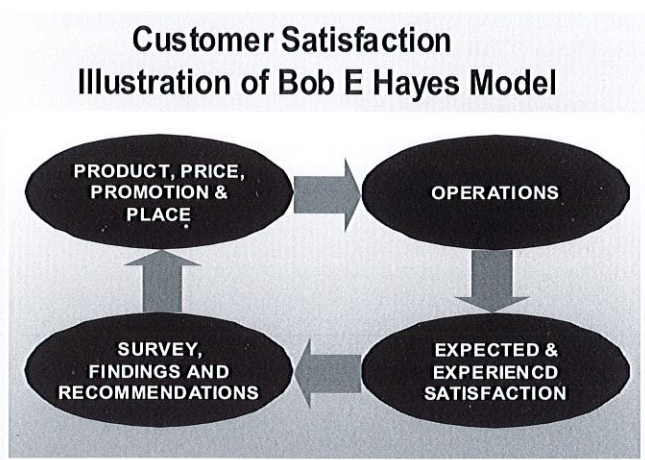 Customer Satisfaction
Illustration of Bob E Hayes Model
PRODUCT, PRICE,
PROMOTION &
PLACE
OPERATIONS
EXPECTED &
EXPERIENCD
SATISFACTION
SURVEY,
FINDINGS AND
RECOMMENDATIONS